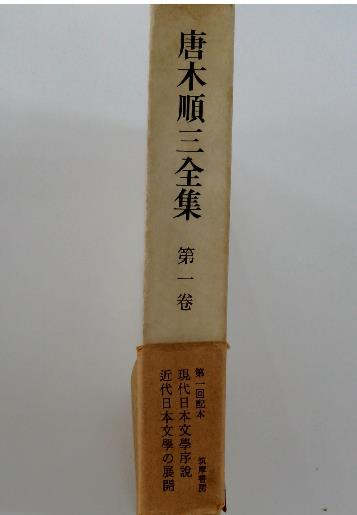 唐木順三全集
第一卷
第一回配本
筑摩書房
現代日本文學序説
近代日本文學の展開